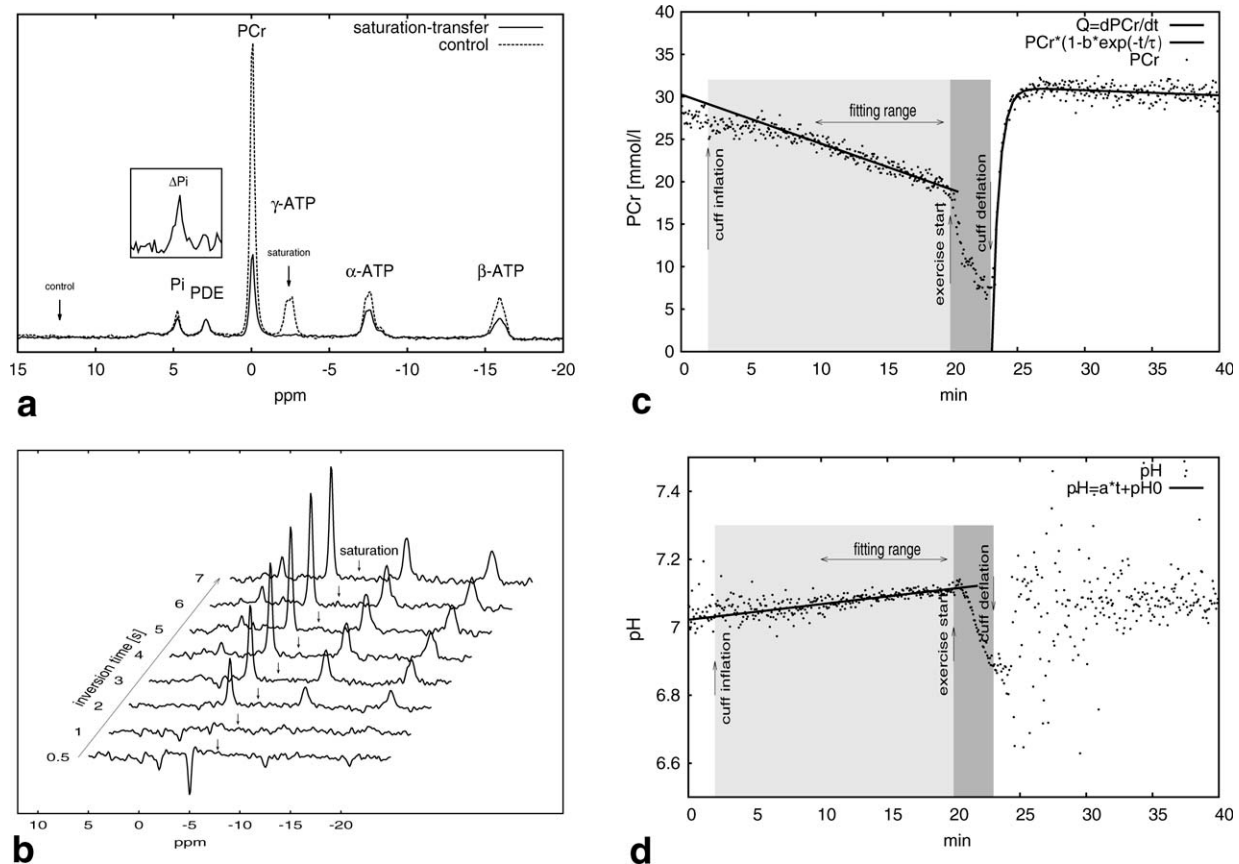 saturation-transfer
control
PCr
ΔPi
γ-ATP
saturation
control
Pi
PDE
α-ATP
β-ATP
15 10 5 0 -5 -10 -15 -20
ppm
a
saturation
7
6
5
4
3
2
1
0.5
inversion time [s]
10 5 0 -5 -10 -15 -20
ppm
b
Q=dPCr/dt
PCr*(1-b*exp(-t/τ)
PCr
fitting range
cuff inflation
exercise start
cuff deflation
40
35
30
25
20
15
10
5
0
PCr [mmol/l
0 5 10 15 20 25 30 35 40
min
c
pH
pH=a*t+pH0
fitting range
cuff inflation
exercise start
cuff deflation
7.4
7.2
7
6.8
6.6
pH
0 5 10 15 20 25 30 35 40
min
d